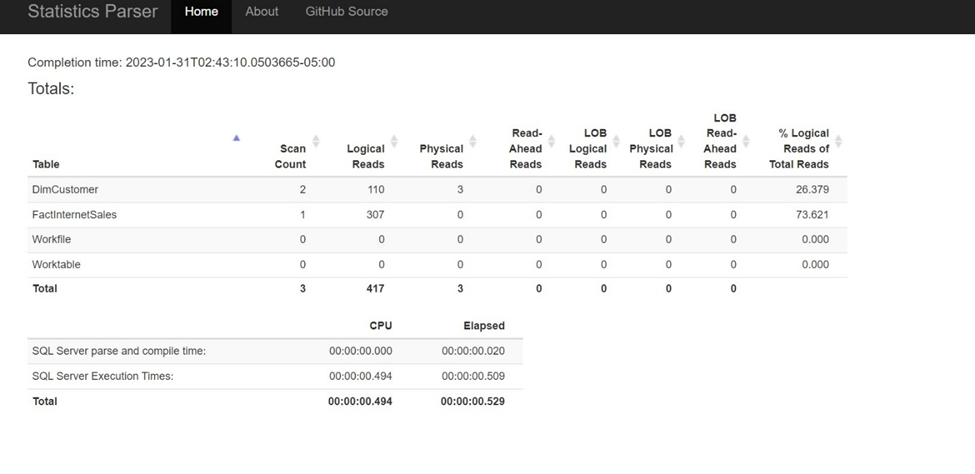 Statistics Parser Home About GitHub Source
Completion time: 2023-01-31T02:43:10.0503665-05:00
Totals:
Table Scan Count Logical Reads Physical Reads Read-Ahead Reads LOB Logical Reads LOB Physical Reads LOB Read-Ahead Reads % Logical Reads of Total Reads
DimCustomer 2 110 3 0 0 0 0 26.379
FactInternetSales 1 307 0 0 0 0 0 73.621
Workfile 0 0 0 0 0 0 0 0.000
Worktable 0 0 0 0 0 0 0 0.000
Total 3 417 3 0 0 0 0
CPU Elapsed
SQL Server parse and compile time: 00:00:00.000 00:00:00.020
SQL Server Execution Times: 00:00:00.494 00:00:00.509
Total 00:00:00.494 00:00:00.529